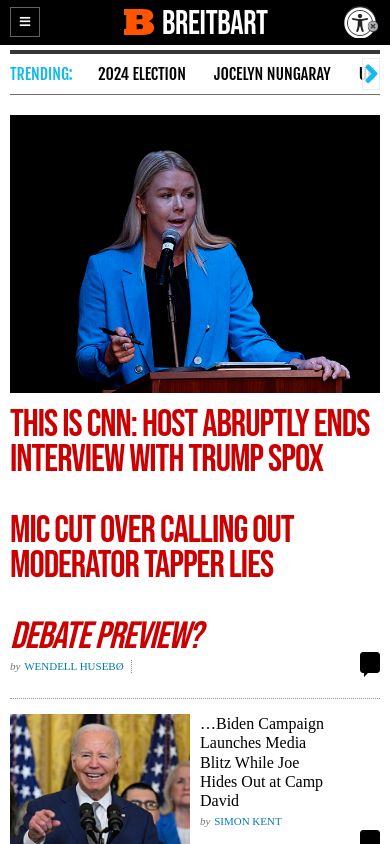 BREITBART
TRENDING: 2024 ELECTION JOCELYN NUNGARAY
THIS IS CNN: HOST ABRUPTLY ENDS
INTERVIEW WITH TRUMP SPOX
MIC CUT OVER CALLING OUT
MODERATOR TAPPER LIES
DEBATE PREVIEW?
by WENDELL HUSEBØ
…Biden Campaign
Launches Media
Blitz While Joe
Hides Out at Camp
David
by SIMON KENT